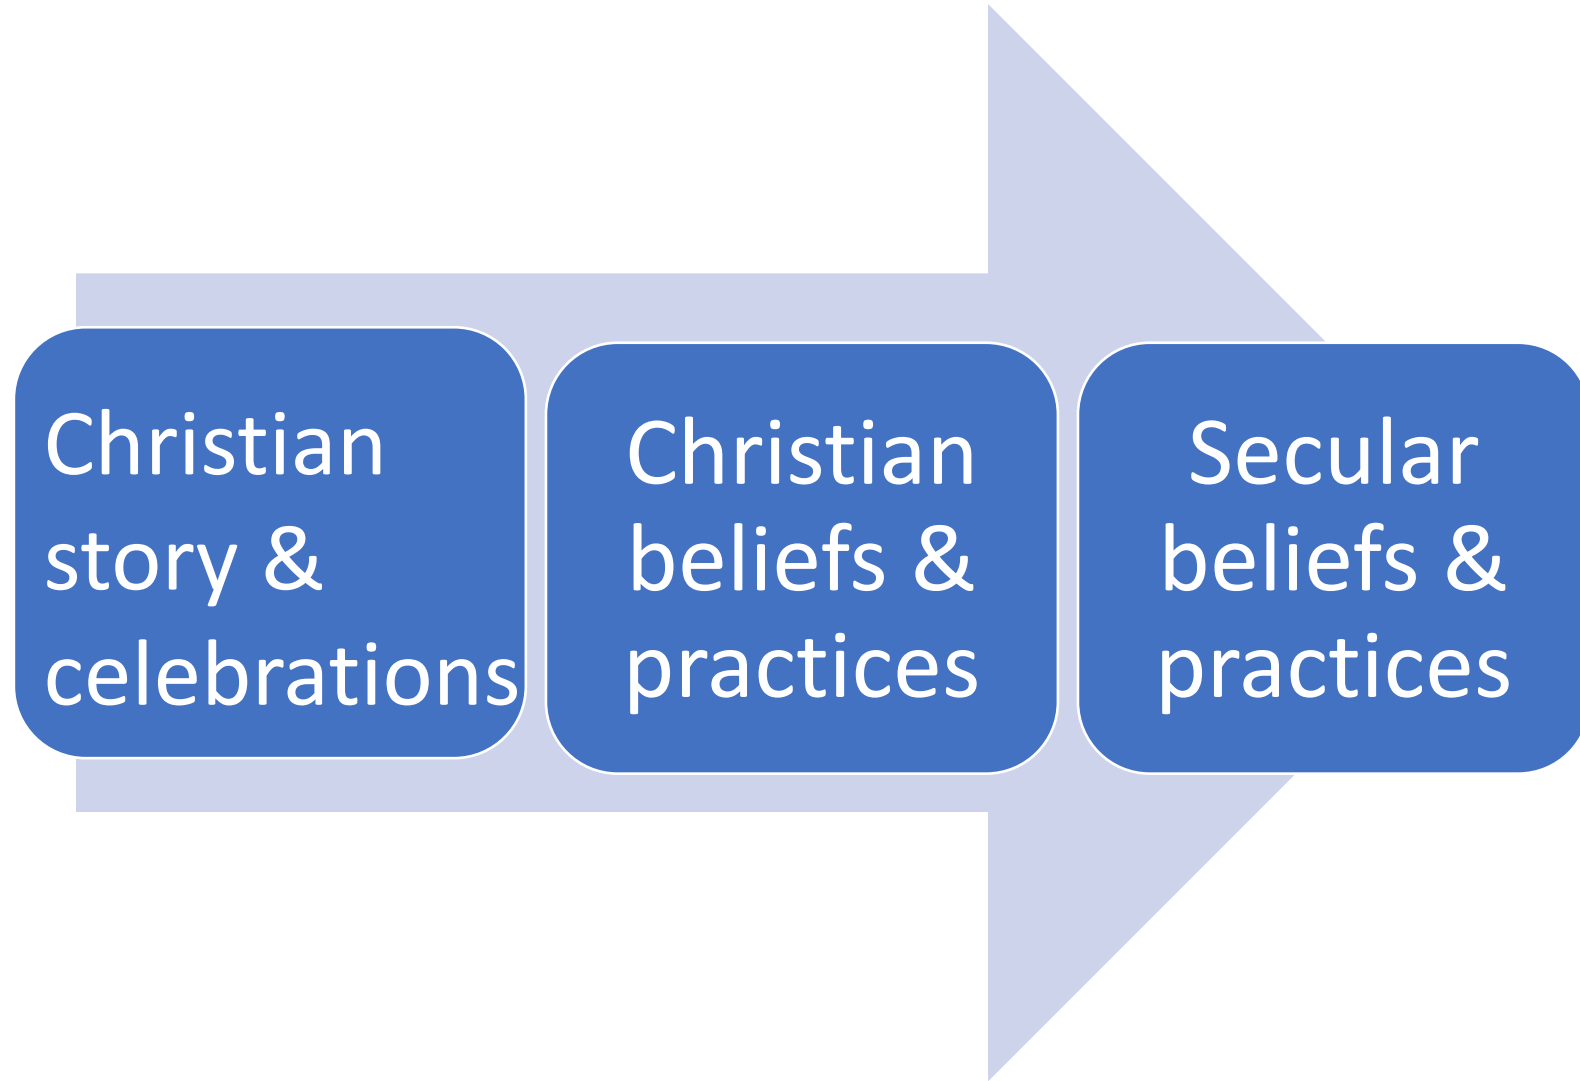 Christian
story &
celebrations
Christian
beliefs &
practices
Secular
beliefs &
practices